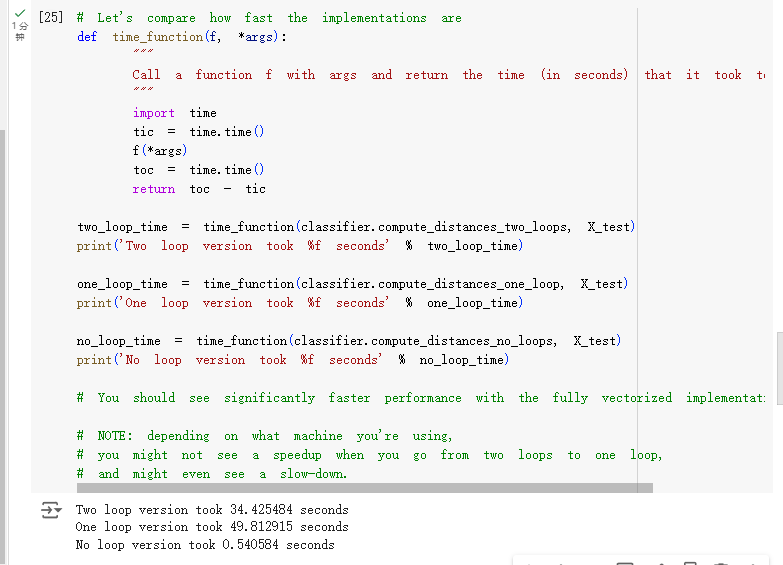 [25] # Let's compare how fast the implementations are
1 分
钟
def time_function(f, *args):
"""
Call a function f with args and return the time (in seconds) that it took
"""
import time
tic = time.time()
f(*args)
toc = time.time()
return toc - tic
two_loop_time = time_function(classifier.compute_distances_two_loops, X_test)
print('Two loop version took %f seconds' % two_loop_time)
one_loop_time = time_function(classifier.compute_distances_one_loop, X_test)
print('One loop version took %f seconds' % one_loop_time)
no_loop_time = time_function(classifier.compute_distances_no_loops, X_test)
print('No loop version took %f seconds' % no_loop_time)
# You should see significantly faster performance with the fully vectorized
# NOTE: depending on what machine you're using,
# you might not see a speedup when you go from two loops to one loop,
# and might even see a slow-down.
Two loop version took 34.425484 seconds
One loop version took 49.812915 seconds
No loop version took 0.540584 seconds